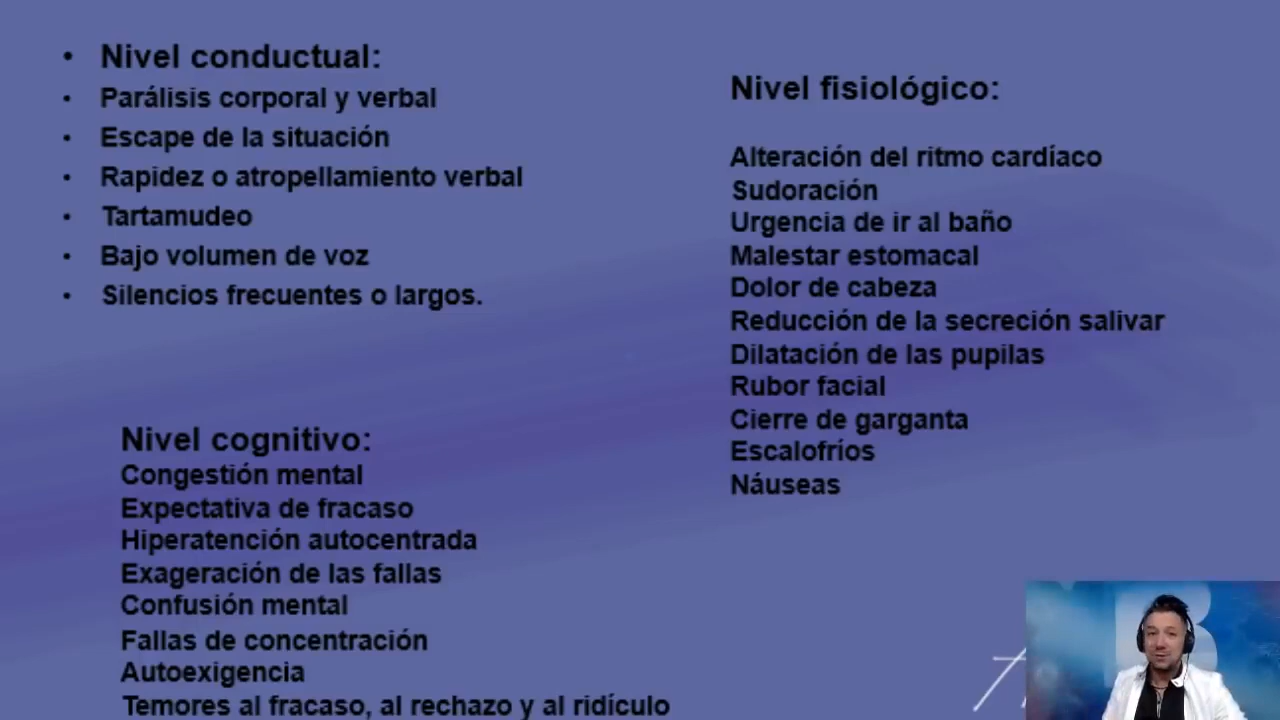 • Nivel conductual:
• Parálisis corporal y verbal
• Escape de la situación
• Rapidez o atropellamiento verbal
• Tartamudeo
• Bajo volumen de voz
• Silencios frecuentes o largos.
Nivel cognitivo:
Congestión mental
Expectativa de fracaso
Hiperatención autocentrada
Exageración de las fallas
Confusión mental
Fallas de concentración
Autoexigencia
Temores al fracaso, al rechazo y al ridículo
Nivel fisiológico:
Alteración del ritmo cardíaco
Sudoración
Urgencia de ir al baño
Malestar estomacal
Dolor de cabeza
Reducción de la secreción salivar
Dilatación de las pupilas
Rubor facial
Cierre de garganta
Escalofríos
Náuseas